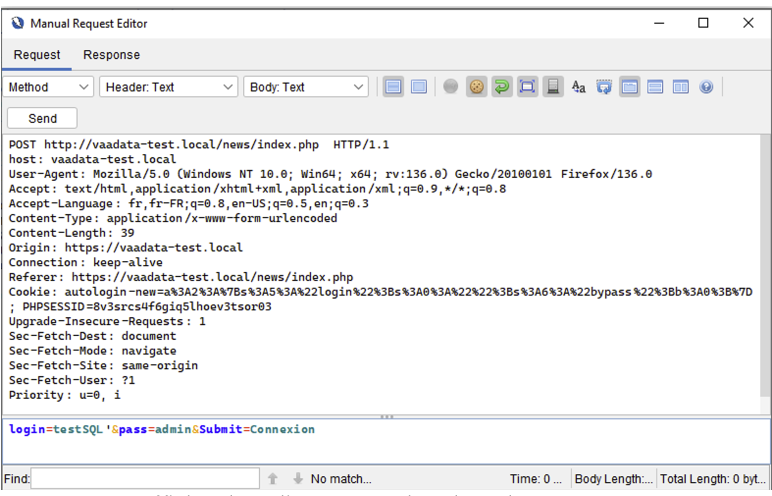 Manual Request Editor
Request Response
Method Header: Text Body: Text
Send
POST http://vaadata-test.local/news/index.php HTTP/1.1
host: vaadata-test.local
User-Agent: Mozilla/5.0 (Windows NT 10.0; Win64; x64; rv:136.0) Gecko/20100101 Firefox/136.0
Accept: text/html,application/xhtml+xml,application/xml;q=0.9,*/*;q=0.8
Accept-Language: fr,fr-FR;q=0.8,en-US;q=0.5,en;q=0.3
Content-Type: application/x-www-form-urlencoded
Content-Length: 39
Origin: https://vaadata-test.local
Connection: keep-alive
Referer: https://vaadata-test.local/news/index.php
Cookie: autologin-new=a%3A2%3A%7Bs%3A5%3A%22login%22%3Bs%3A0%3A%22%22%3Bs%3A6%3A%22bypass%22%3Bb%3A0%3B%7D
; PHPSESSID=8v3srcs4f6giq5lhoev3tsor03
Upgrade-Insecure-Requests: 1
Sec-Fetch-Dest: document
Sec-Fetch-Mode: navigate
Sec-Fetch-Site: same-origin
Sec-Fetch-User: ?1
Priority: u=0, i
login=testSQL'&pass=admin&Submit=Connexion
Find: No match... Time: 0 ... Body Length:... Total Length: 0 byt...